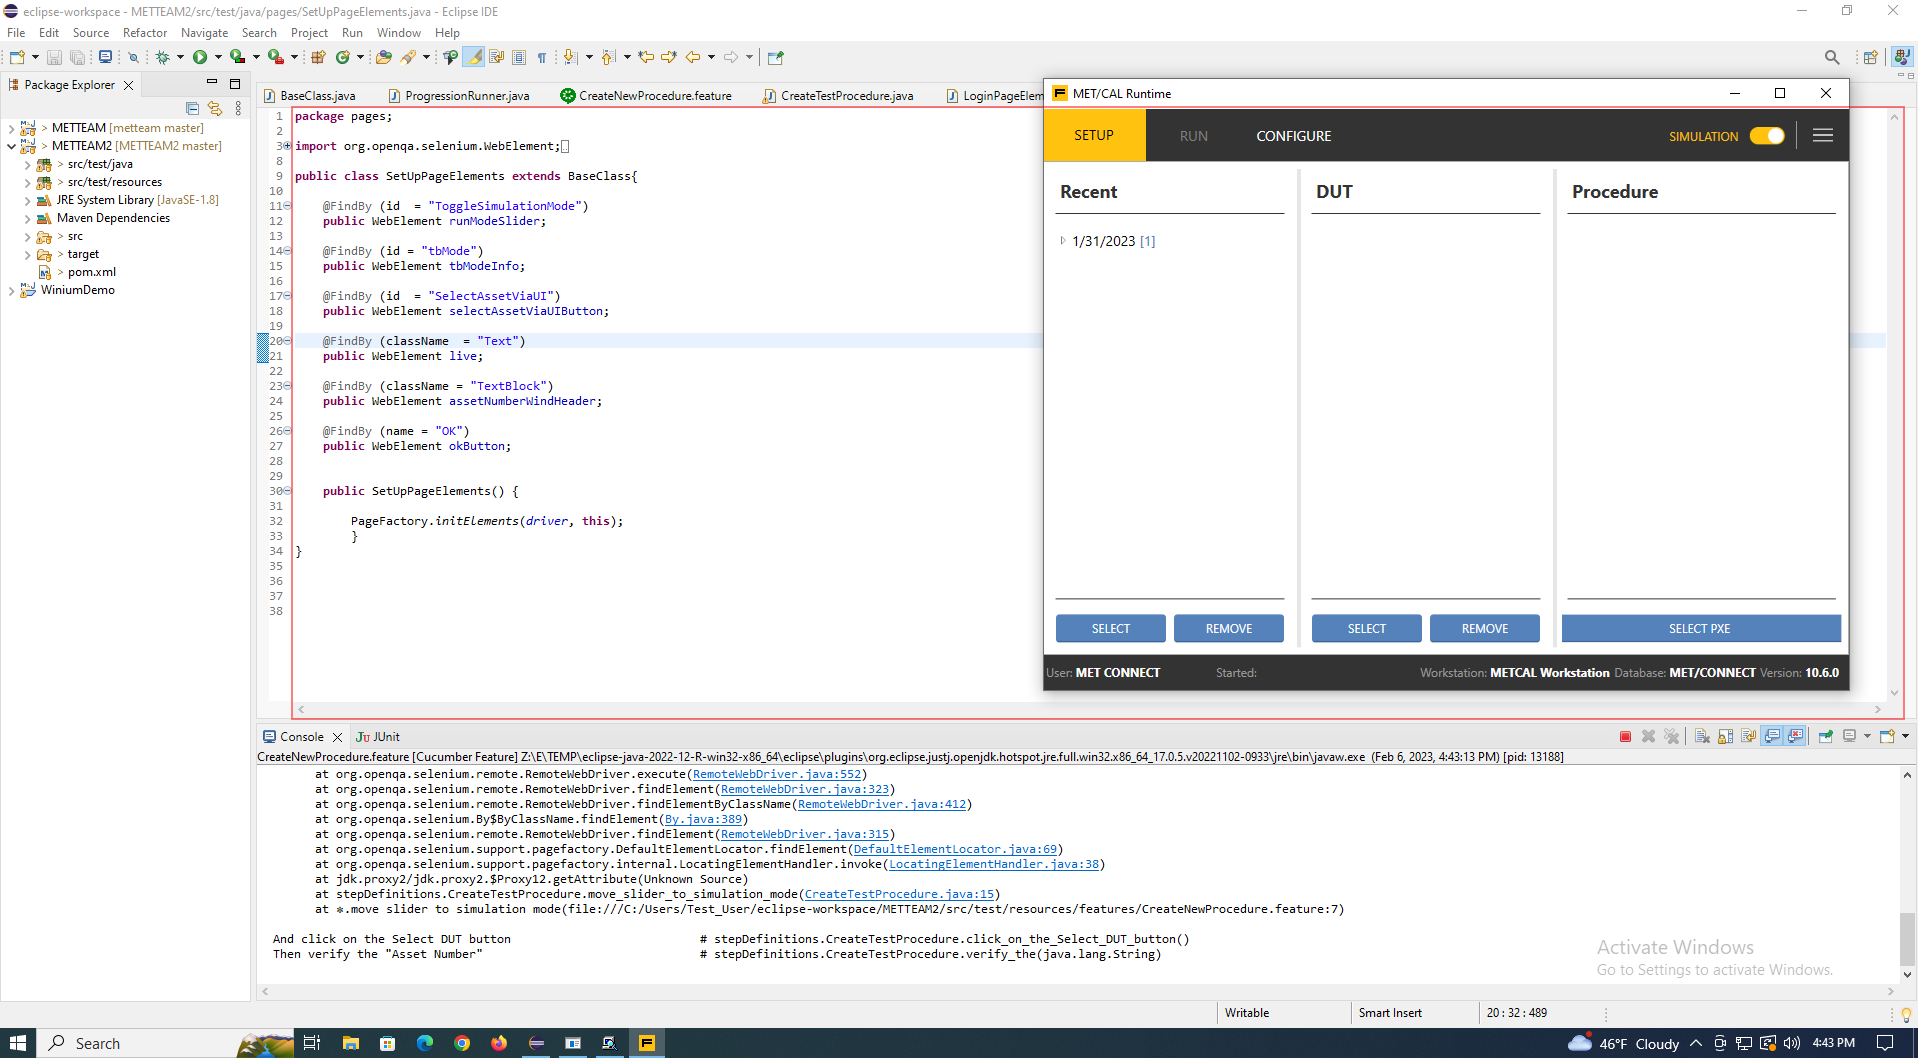 eclipse-workspace - METTEAM2/src/test/java/pages/SetUpPageElements.java - Eclipse IDE
File Edit Source Refactor Navigate Search Project Run Window Help
Package Explorer
> METTEAM [metteam master]
> METTEAM2 [METTEAM2 master]
> src/test/java
> src/test/resources
JRE System Library [JavaSE-1.8]
Maven Dependencies
> src
> target
> pom.xml
WiniumDemo
BaseClass.java ProgressionRunner.java CreateNewProcedure.feature CreateTestProcedure.java LoginPageElem
1 package pages;
2
3 import org.openqa.selenium.WebElement;
8
9 public class SetUpPageElements extends BaseClass{
10
11 @FindBy (id  = "ToggleSimulationMode")
12 public WebElement runModeSlider;
13
14 @FindBy (id = "tbMode")
15 public WebElement tbModeInfo;
16
17 @FindBy (id  = "SelectAssetViaUI")
18 public WebElement selectAssetViaUIButton;
19
20 @FindBy (className  = "Text")
21 public WebElement live;
22
23 @FindBy (className = "TextBlock")
24 public WebElement assetNumberWindHeader;
25
26 @FindBy (name = "OK")
27 public WebElement okButton;
28
29
30 public SetUpPageElements() {
31
32 PageFactory.initElements(driver, this);
33 }
34 }
35
36
37
38
MET/CAL Runtime
SETUP RUN CONFIGURE SIMULATION
Recent DUT Procedure
1/31/2023 [1]
SELECT REMOVE SELECT REMOVE SELECT PXE
User: MET CONNECT Started: Workstation: METCAL Workstation Database: MET/CONNECT Version: 10.6.0
Console JUnit
CreateNewProcedure.feature [Cucumber Feature] Z:\E\TEMP\eclipse-java-2022-12-R-win32-x86_64\eclipse\plugins\org.eclipse.justj.openjdk.hotspot.jre.full.win32.x86_64_17.0.5.v20221102-0933\jre\bin\javaw.exe (Feb 6, 2023, 4:43:13 PM) [pid: 13188]
at org.openqa.selenium.remote.RemoteWebDriver.execute(RemoteWebDriver.java:552)
at org.openqa.selenium.remote.RemoteWebDriver.findElement(RemoteWebDriver.java:323)
at org.openqa.selenium.remote.RemoteWebDriver.findElementByClassName(RemoteWebDriver.java:412)
at org.openqa.selenium.By$ByClassName.findElement(By.java:389)
at org.openqa.selenium.remote.RemoteWebDriver.findElement(RemoteWebDriver.java:315)
at org.openqa.selenium.support.pagefactory.DefaultElementLocator.findElement(DefaultElementLocator.java:69)
at org.openqa.selenium.support.pagefactory.internal.LocatingElementHandler.invoke(LocatingElementHandler.java:38)
at jdk.proxy2/jdk.proxy2.$Proxy12.getAttribute(Unknown Source)
at stepDefinitions.CreateTestProcedure.move_slider_to_simulation_mode(CreateTestProcedure.java:15)
at *.move slider to simulation mode(file:///C:/Users/Test_User/eclipse-workspace/METTEAM2/src/test/resources/features/CreateNewProcedure.feature:7)
And click on the Select DUT button # stepDefinitions.CreateTestProcedure.click_on_the_Select_DUT_button()
Then verify the "Asset Number" # stepDefinitions.CreateTestProcedure.verify_the(java.lang.String)
Activate Windows
Go to Settings to activate Windows.
Writable Smart Insert 20 : 32 : 489
Search 46°F Cloudy 4:43 PM